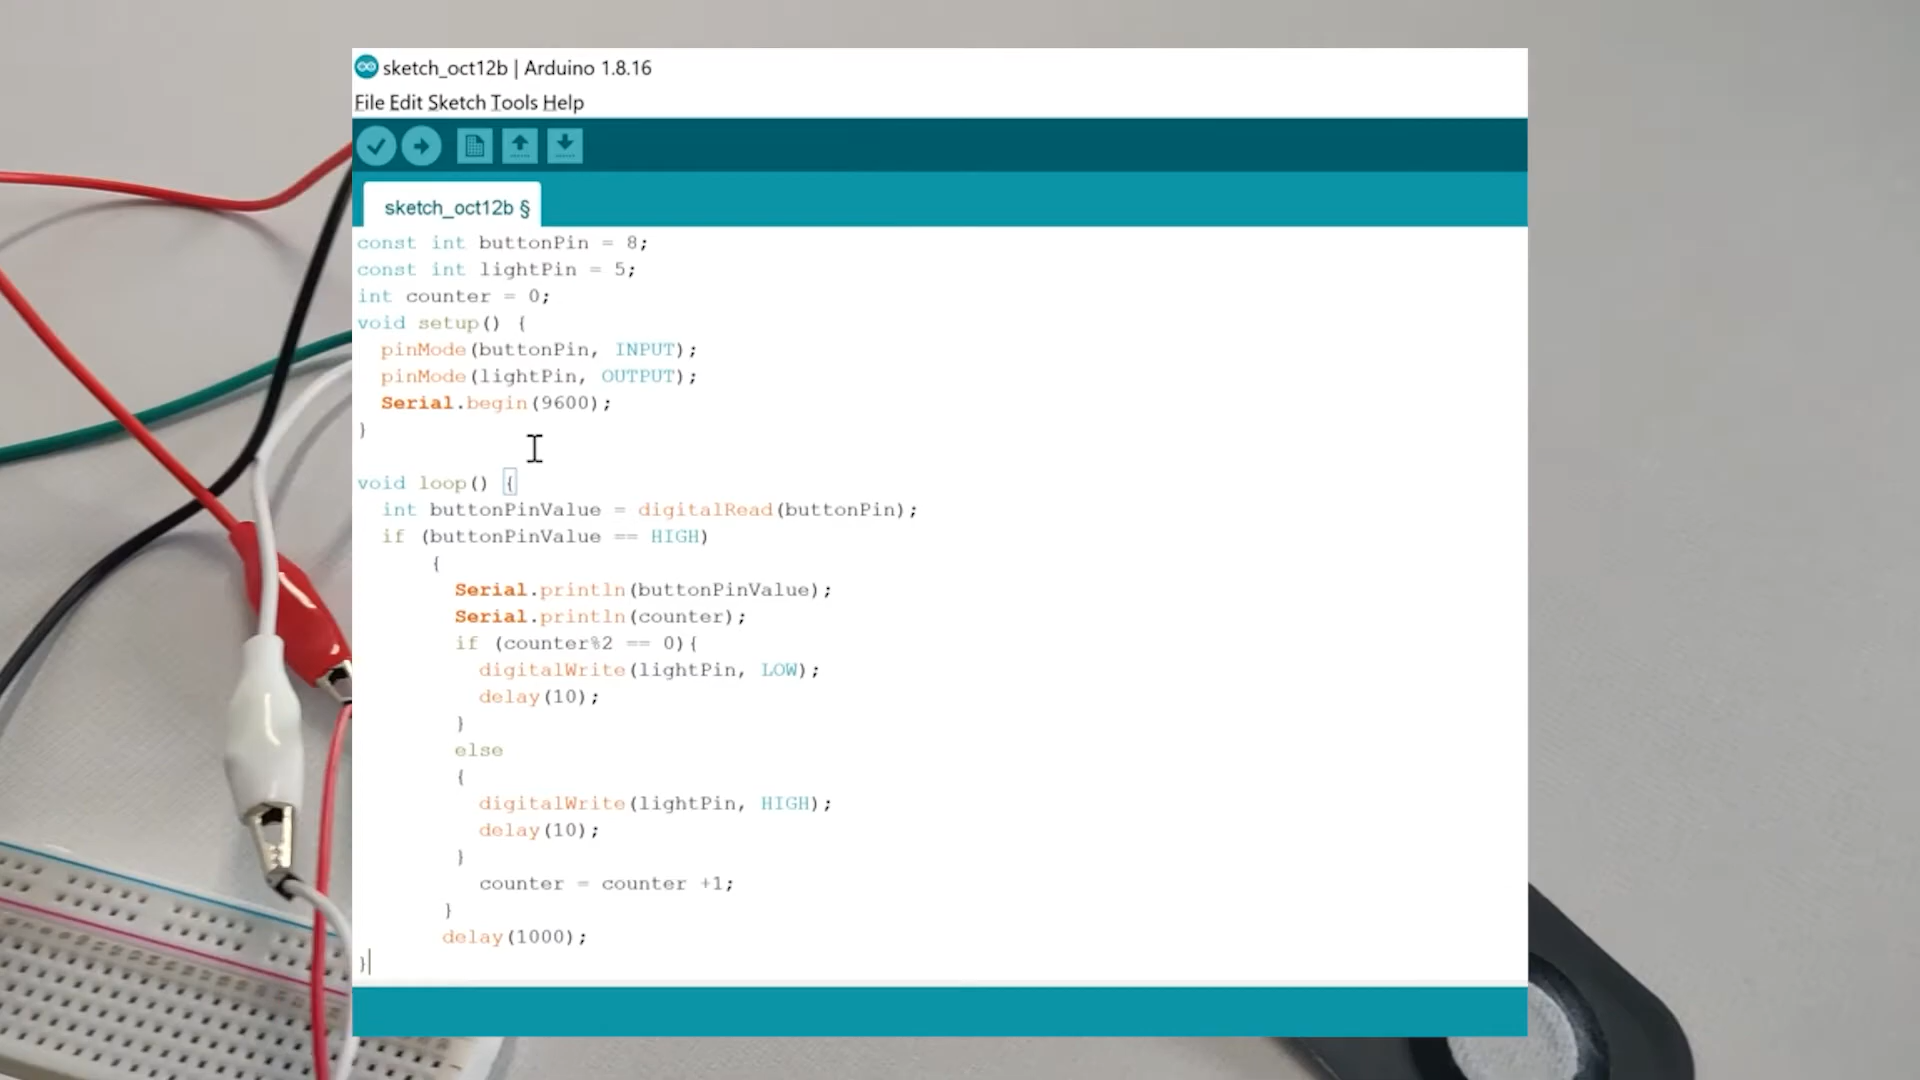 sketch_oct12b | Arduino 1.8.16
File Edit Sketch Tools Help
sketch_oct12b §
const int buttonPin = 8;
const int lightPin = 5;
int counter = 0;
void setup() {
  pinMode(buttonPin, INPUT);
  pinMode(lightPin, OUTPUT);
  Serial.begin(9600);
}
void loop() {
  int buttonPinValue = digitalRead(buttonPin);
  if (buttonPinValue == HIGH)
      {
        Serial.println(buttonPinValue);
        Serial.println(counter);
        if (counter%2 == 0){
          digitalWrite(lightPin, LOW);
          delay(10);
        }
        else
        {
          digitalWrite(lightPin, HIGH);
          delay(10);
        }
          counter = counter +1;
       }
       delay(1000);
}